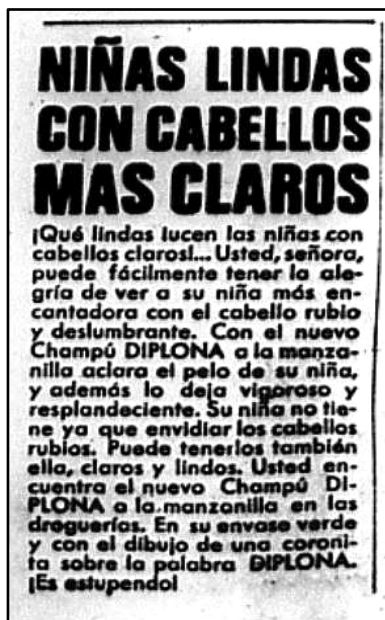 NIÑAS LINDAS
CON CABELLOS
MAS CLAROS
¡Qué lindas lucen las niñas con
cabellos claros!... Usted, señora,
puede fácilmente tener la ale-
gría de ver a su niña más en-
cantadora con el cabello rubio
y deslumbrante. Con el nuevo
Champú DIPLONA a la manza-
nilla aclara el pelo de su niña,
y además lo deja vigoroso y
resplandeciente. Su niña no tie-
ne ya que envidiar los cabellos
rubios. Puede tenerlos también
ella, claros y lindos. Usted en-
cuentra el nuevo Champú DI-
PLONA a la manzanilla en las
droguerías. En su envase verde
y con el dibujo de una coroni-
ta sobre la palabra DIPLONA.
¡Es estupendo!